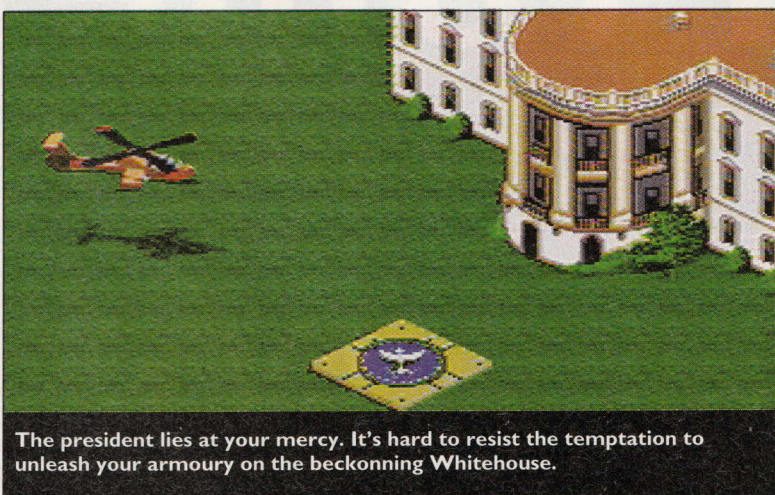 The president lies at your mercy. It's hard to resist the temptation to
unleash your armoury on the beckonning Whitehouse.